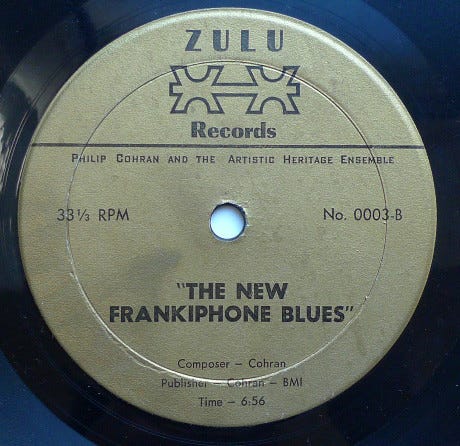 ZULU
Records
PHILIP COHRAN AND THE ARTISTIC HERITAGE ENSEMBLE
33⅓ RPM No. 0003-B
"THE NEW
FRANKIPHONE BLUES"
Composer – Cohran
Publisher – Cohran – BMI
Time – 6:56